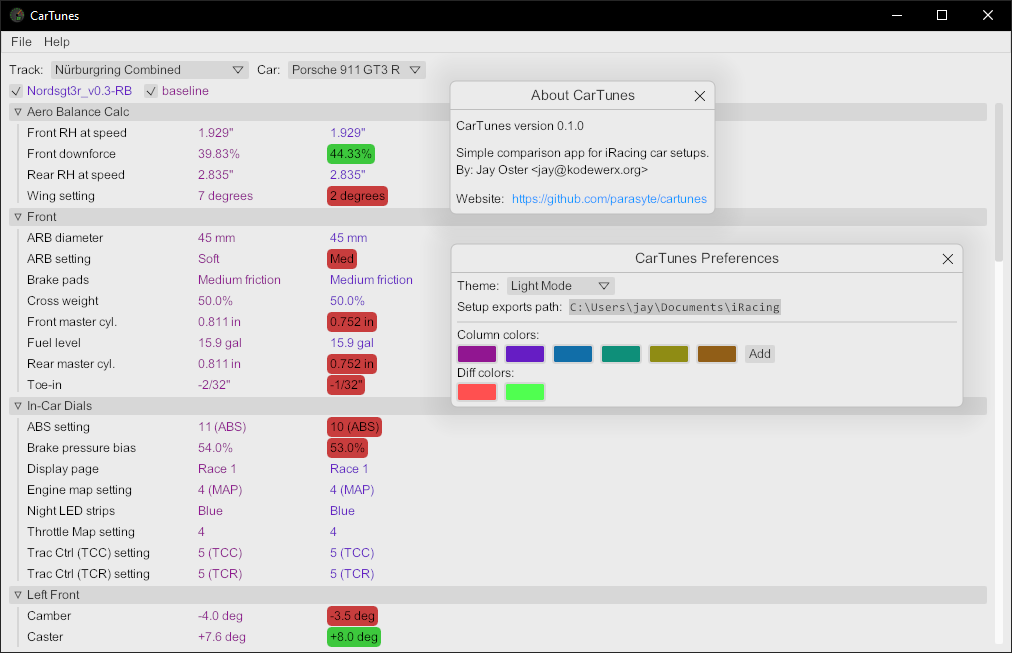 CarTunes
File Help
Track: Nürburgring Combined Car: Porsche 911 GT3 R
Nordsgt3r_v0.3-RB baseline
Aero Balance Calc
Front RH at speed 1.929" 1.929"
Front downforce 39.83% 44.33%
Rear RH at speed 2.835" 2.835"
Wing setting 7 degrees 2 degrees
Front
ARB diameter 45 mm 45 mm
ARB setting Soft Med
Brake pads Medium friction Medium friction
Cross weight 50.0% 50.0%
Front master cyl. 0.811 in 0.752 in
Fuel level 15.9 gal 15.9 gal
Rear master cyl. 0.811 in 0.752 in
Toe-in -2/32" -1/32"
In-Car Dials
ABS setting 11 (ABS) 10 (ABS)
Brake pressure bias 54.0% 53.0%
Display page Race 1 Race 1
Engine map setting 4 (MAP) 4 (MAP)
Night LED strips Blue Blue
Throttle Map setting 4 4
Trac Ctrl (TCC) setting 5 (TCC) 5 (TCC)
Trac Ctrl (TCR) setting 5 (TCR) 5 (TCR)
Left Front
Camber -4.0 deg -3.5 deg
Caster +7.6 deg +8.0 deg
About CarTunes
CarTunes version 0.1.0
Simple comparison app for iRacing car setups.
By: Jay Oster <jay@kodewerx.org>
Website: https://github.com/parasyte/cartunes
CarTunes Preferences
Theme: Light Mode
Setup exports path: C:\Users\jay\Documents\iRacing
Column colors:
Add
Diff colors: